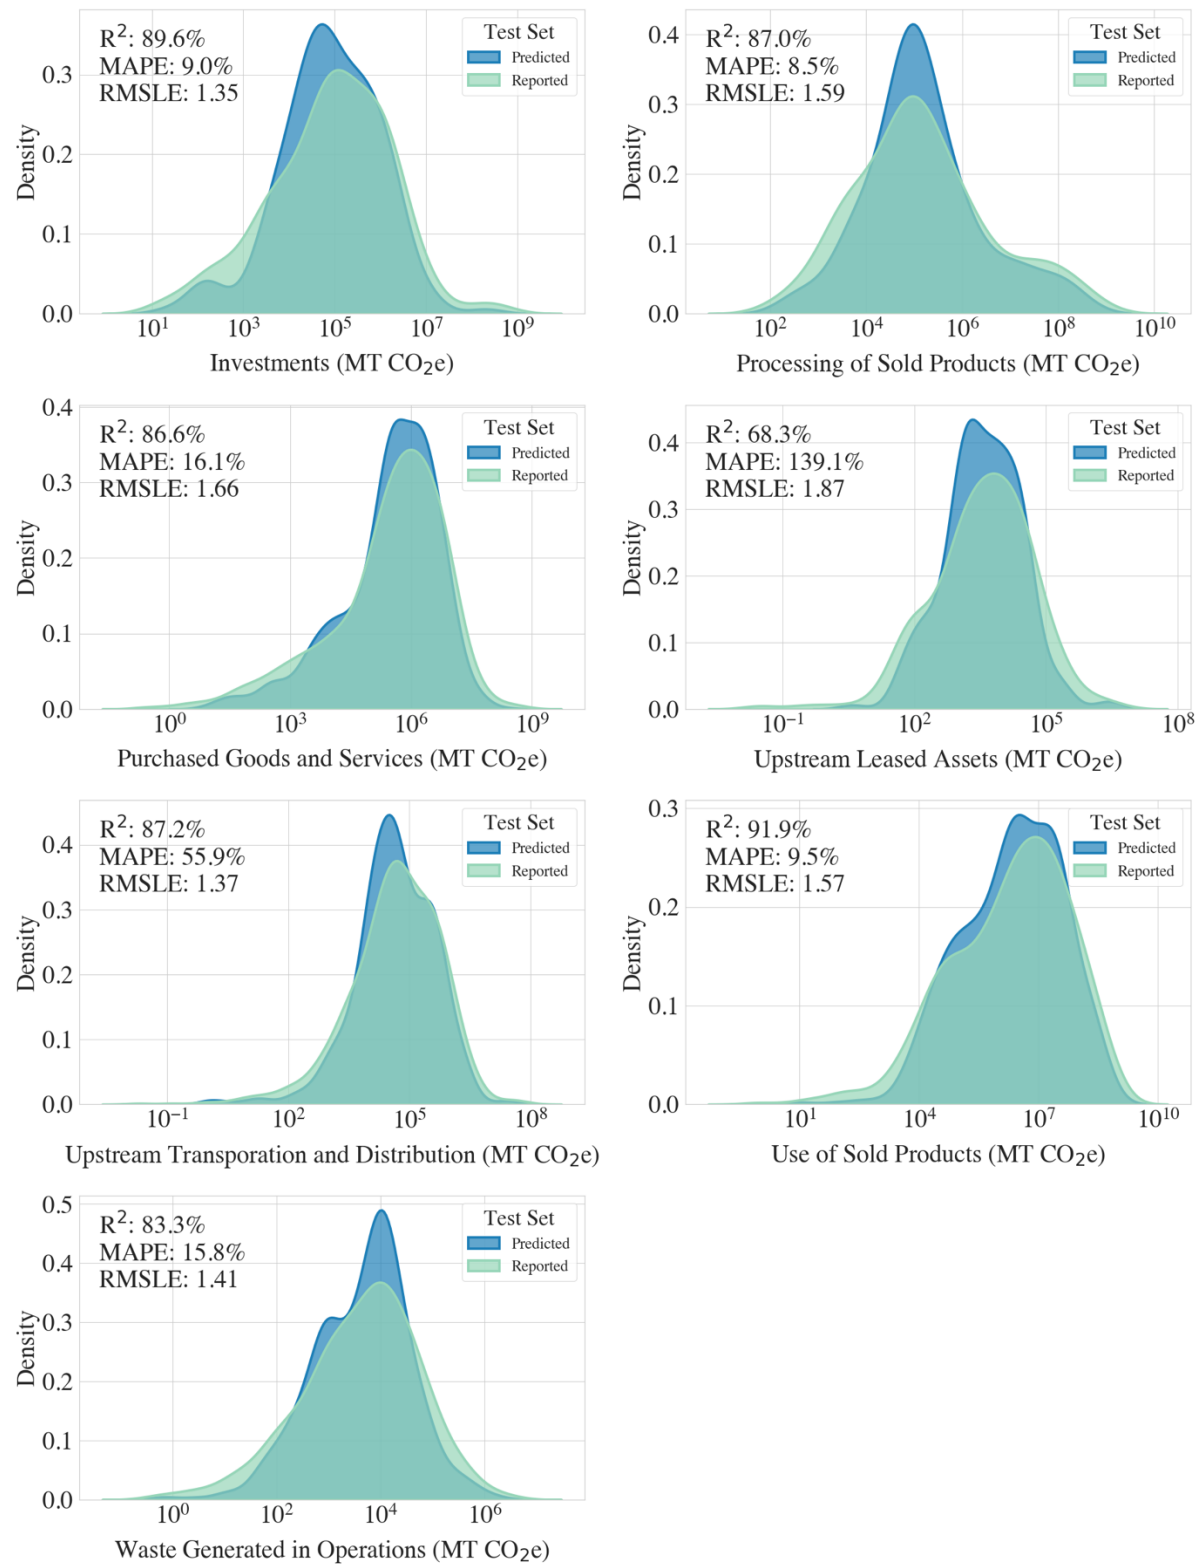 R²: 89.6%
MAPE: 9.0%
RMSLE: 1.35
Test Set
Predicted
Reported
Density
0.3
0.2
0.1
0.0
10¹ 10³ 10⁵ 10⁷ 10⁹
Investments (MT CO₂e)
R²: 87.0%
MAPE: 8.5%
RMSLE: 1.59
Test Set
Predicted
Reported
Density
0.4
0.3
0.2
0.1
0.0
10² 10⁴ 10⁶ 10⁸ 10¹⁰
Processing of Sold Products (MT CO₂e)
R²: 86.6%
MAPE: 16.1%
RMSLE: 1.66
Test Set
Predicted
Reported
Density
0.4
0.3
0.2
0.1
0.0
10⁰ 10³ 10⁶ 10⁹
Purchased Goods and Services (MT CO₂e)
R²: 68.3%
MAPE: 139.1%
RMSLE: 1.87
Test Set
Predicted
Reported
Density
0.4
0.3
0.2
0.1
0.0
10⁻¹ 10² 10⁵ 10⁸
Upstream Leased Assets (MT CO₂e)
R²: 87.2%
MAPE: 55.9%
RMSLE: 1.37
Test Set
Predicted
Reported
Density
0.4
0.3
0.2
0.1
0.0
10⁻¹ 10² 10⁵ 10⁸
Upstream Transporation and Distribution (MT CO₂e)
R²: 91.9%
MAPE: 9.5%
RMSLE: 1.57
Test Set
Predicted
Reported
Density
0.3
0.2
0.1
0.0
10¹ 10⁴ 10⁷ 10¹⁰
Use of Sold Products (MT CO₂e)
R²: 83.3%
MAPE: 15.8%
RMSLE: 1.41
Test Set
Predicted
Reported
Density
0.5
0.4
0.3
0.2
0.1
0.0
10⁰ 10² 10⁴ 10⁶
Waste Generated in Operations (MT CO₂e)